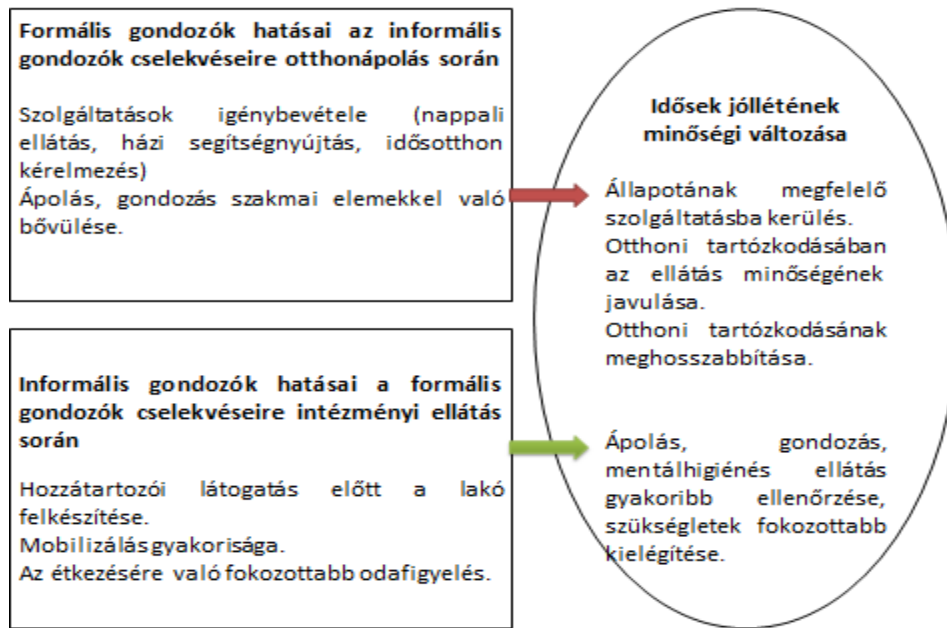 Formális gondozók hatásai az informális
gondozók cselekvéseire otthonápolás során
Szolgáltatások igénybevétele (nappali
ellátás, házi segítségnyújtás, idősotthon
kérelmezés)
Ápolás, gondozás szakmai elemekkel való
bővülése.
Informális gondozók hatásai a formális
gondozók cselekvéseire intézményi ellátás
során
Hozzátartozói látogatás előtt a lakó
felkészítése.
Mobilizálás gyakorisága.
Az étkezésére való fokozottabb odafigyelés.
Idősek jóllétének
minőségi változása
Állapotának megfelelő
szolgáltatásba kerülés.
Otthoni tartózkodásában
az ellátás minőségének
javulása.
Otthoni tartózkodásának
meghosszabbítása.
Ápolás, gondozás,
mentálhigiénés ellátás
gyakoribb ellenőrzése,
szükségletek fokozottabb
kielégítése.